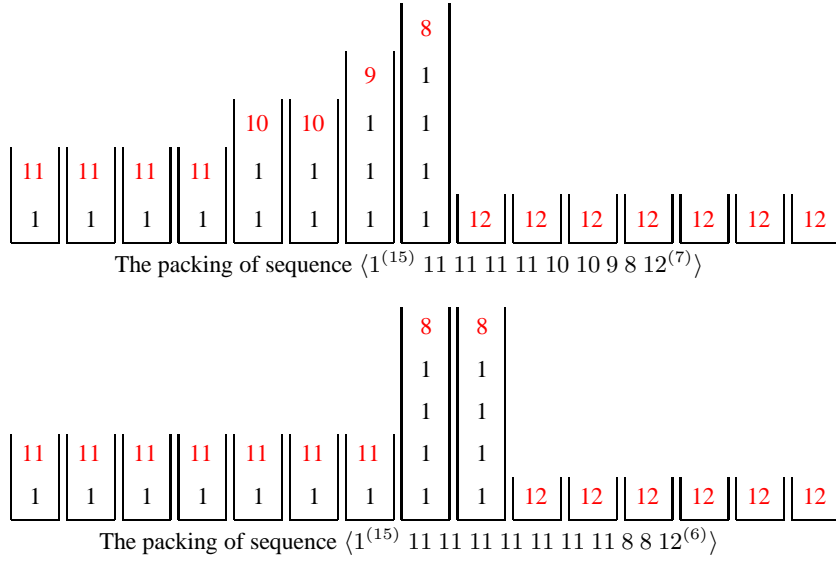 8
9 1
10 10 1 1
11 11 11 11 1 1 1 1
1 1 1 1 1 1 1 1 12 12 12 12 12 12 12
The packing of sequence ⟨1^(15) 11 11 11 11 10 10 9 8 12^(7)⟩
8 8
1 1
1 1
11 11 11 11 11 11 11 1 1
1 1 1 1 1 1 1 1 1 12 12 12 12 12 12
The packing of sequence ⟨1^(15) 11 11 11 11 11 11 11 8 8 12^(6)⟩